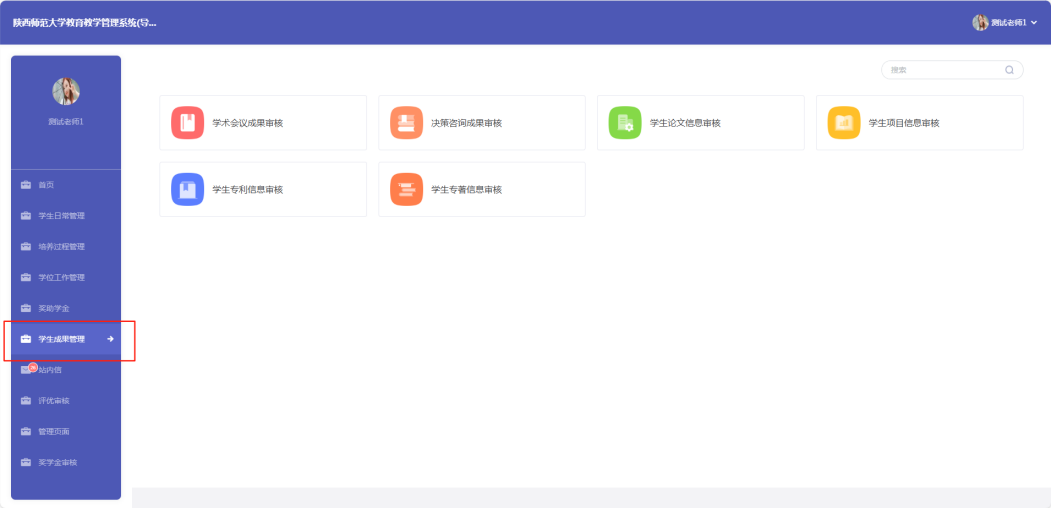 陕西师范大学教育教学管理系统(导...
测试老师1
测试老师1
搜索
学术会议成果审核
决策咨询成果审核
学生论文信息审核
学生项目信息审核
学生专利信息审核
学生专著信息审核
首页
学生日常管理
培养过程管理
学位工作管理
奖助学金
学生成果管理
站内信
评优审核
管理页面
奖学金审核